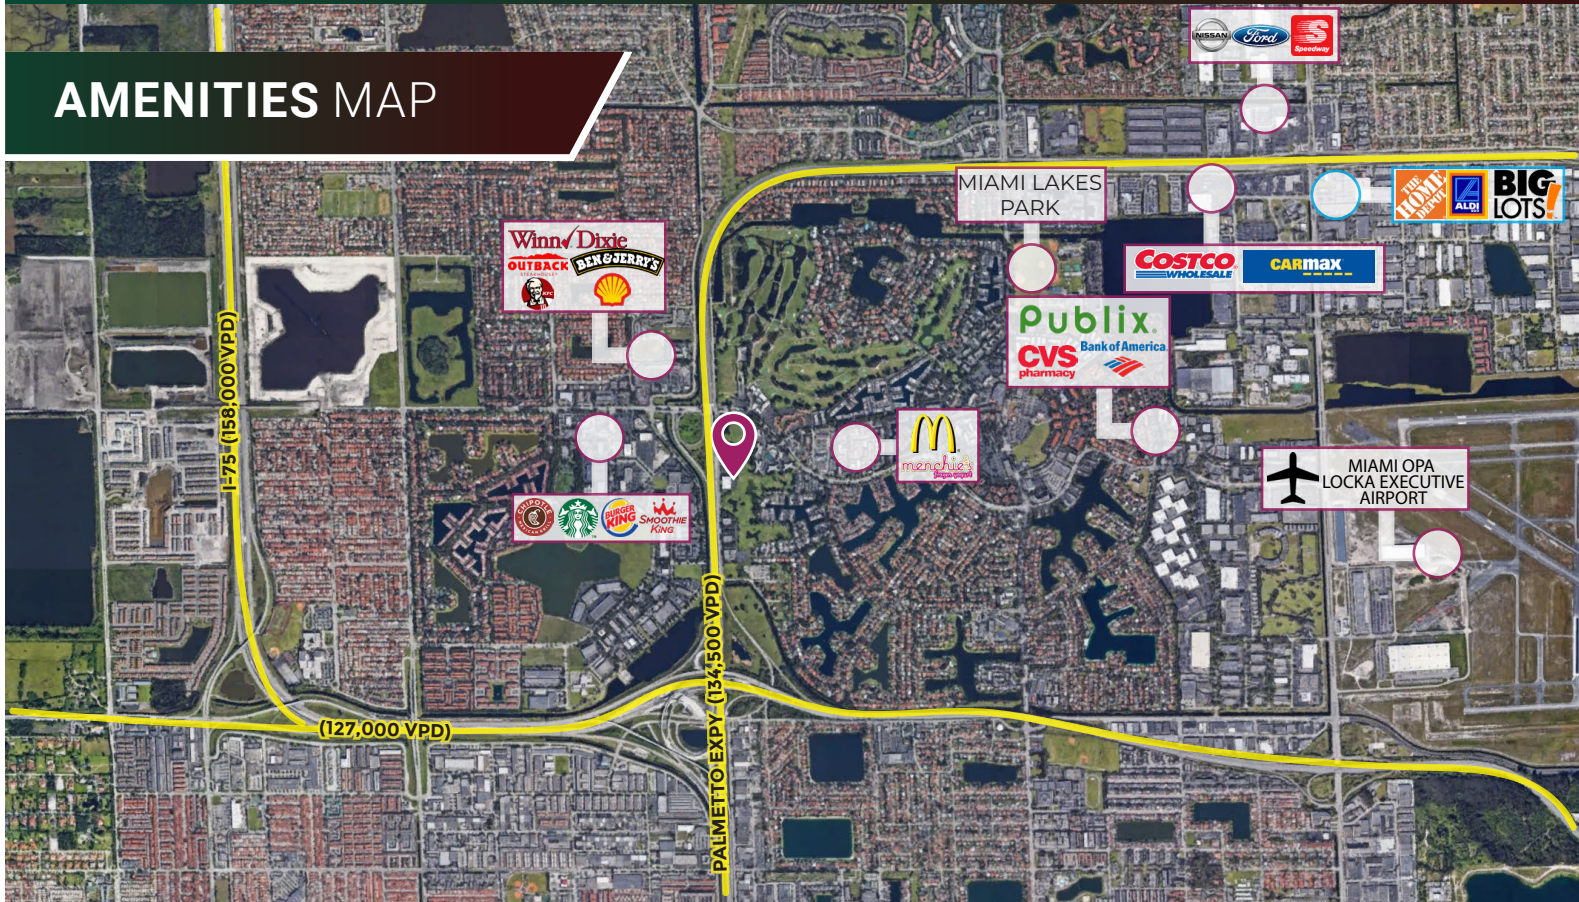 AMENITIES MAP
NISSAN Ford Speedway
MIAMI LAKES
PARK
THE HOME DEPOT ALDI BIG LOTS!
Winn Dixie
OUTBACK BEN & JERRY'S
STEAKHOUSE
KFC
COSTCO CARMAX
WHOLESALE
Publix.
CVS Bank of America.
pharmacy
menchie's
frozen yogurt
CHIPOTLE MEXICAN GRILL BURGER KING SMOOTHIE KING
MIAMI OPA
LOCKA EXECUTIVE
AIRPORT
I-75 (158,000 VPD)
PALMETTO EXPY (134,500 VPD)
(127,000 VPD)